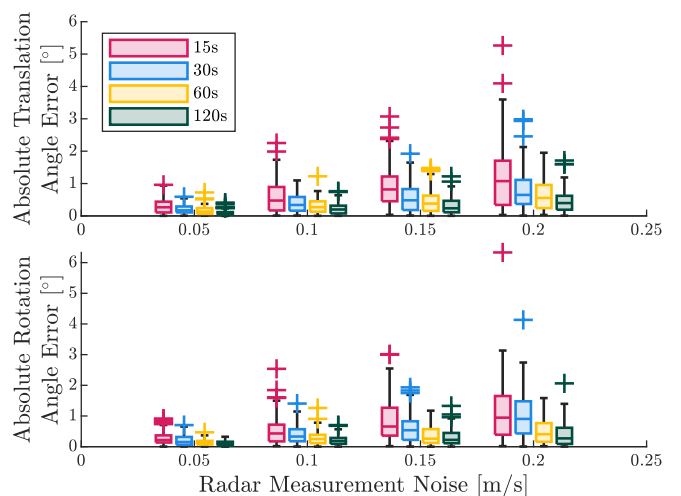 Absolute Translation
Angle Error [°]
6
5
4
3
2
1
0
15s
30s
60s
120s
0 0.05 0.1 0.15 0.2 0.25
Absolute Rotation
Angle Error [°]
6
5
4
3
2
1
0
0 0.05 0.1 0.15 0.2 0.25
Radar Measurement Noise [m/s]